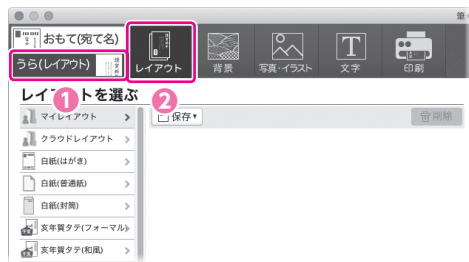 筆
おもて(宛て名)
うら(レイアウト)
レイアウト
背景
写真・イラスト
文字
印刷
レイアウトを選ぶ
1
2
マイレイアウト
保存
削除
クラウドレイアウト
白紙(はがき)
白紙(普通紙)
白紙(封筒)
亥年賀タテ(フォーマル)
亥年賀タテ(和風)